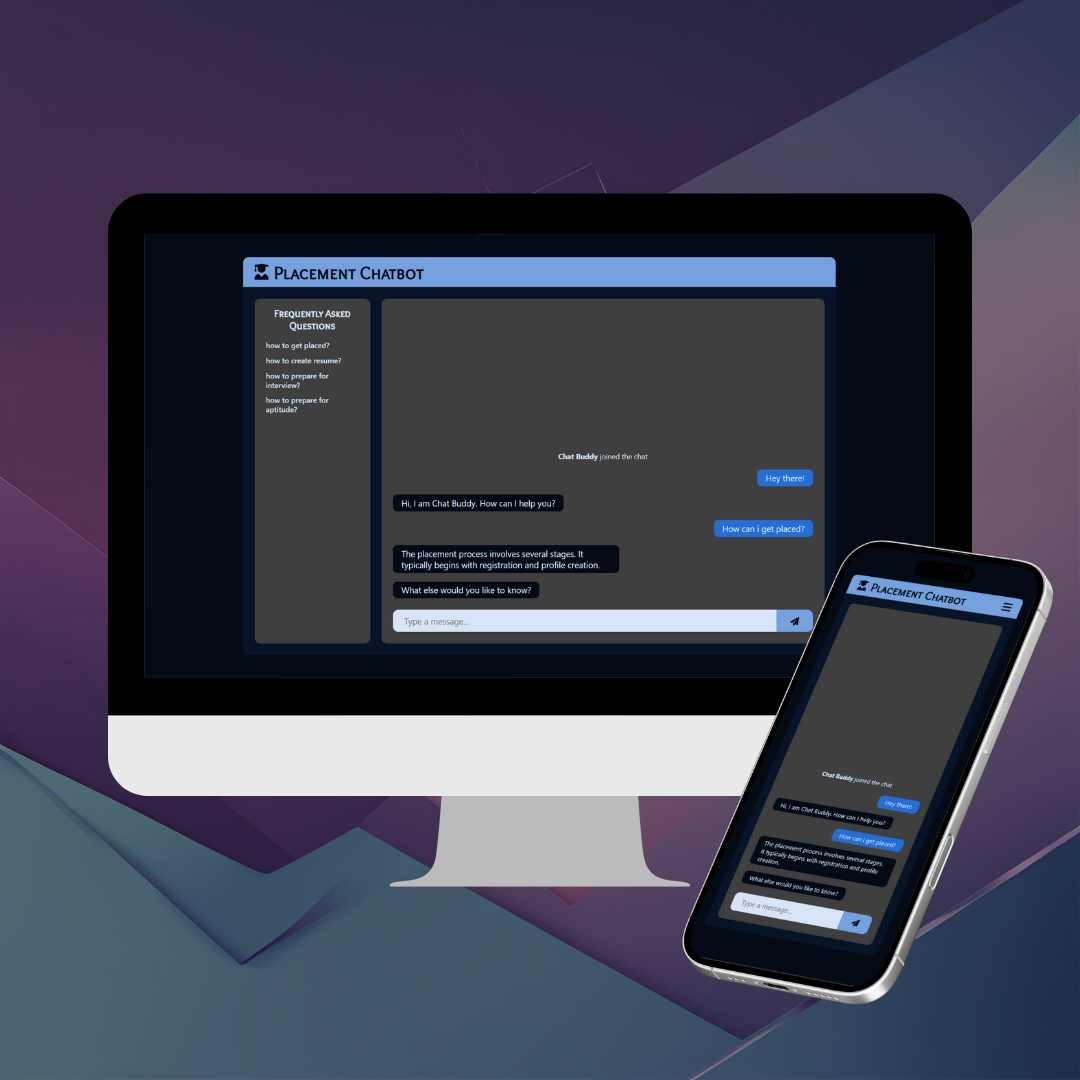 Placement Chatbot
Frequently Asked
Questions
how to get placed?
how to create resume?
how to prepare for
interview?
how to prepare for
aptitude?
Chat Buddy joined the chat
Hey there!
Hi, I am Chat Buddy. How can I help you?
How can i get placed?
The placement process involves several stages. It
typically begins with registration and profile creation.
What else would you like to know?
Type a message...
Placement Chatbot
Chat Buddy joined the chat
Hey there!
Hi, I am Chat Buddy. How can I help you?
How can i get placed?
The placement process involves several stages.
It typically begins with registration and profile
creation.
What else would you like to know?
Type a message...